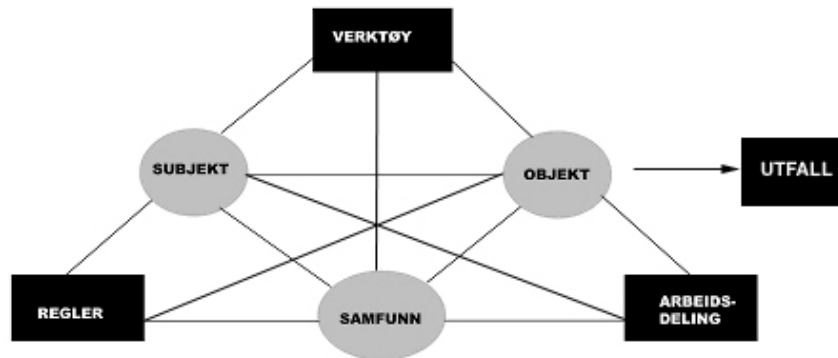 VERKTØY
SUBJEKT
OBJEKT
UTFALL
REGLER
SAMFUNN
ARBEIDS-
DELING